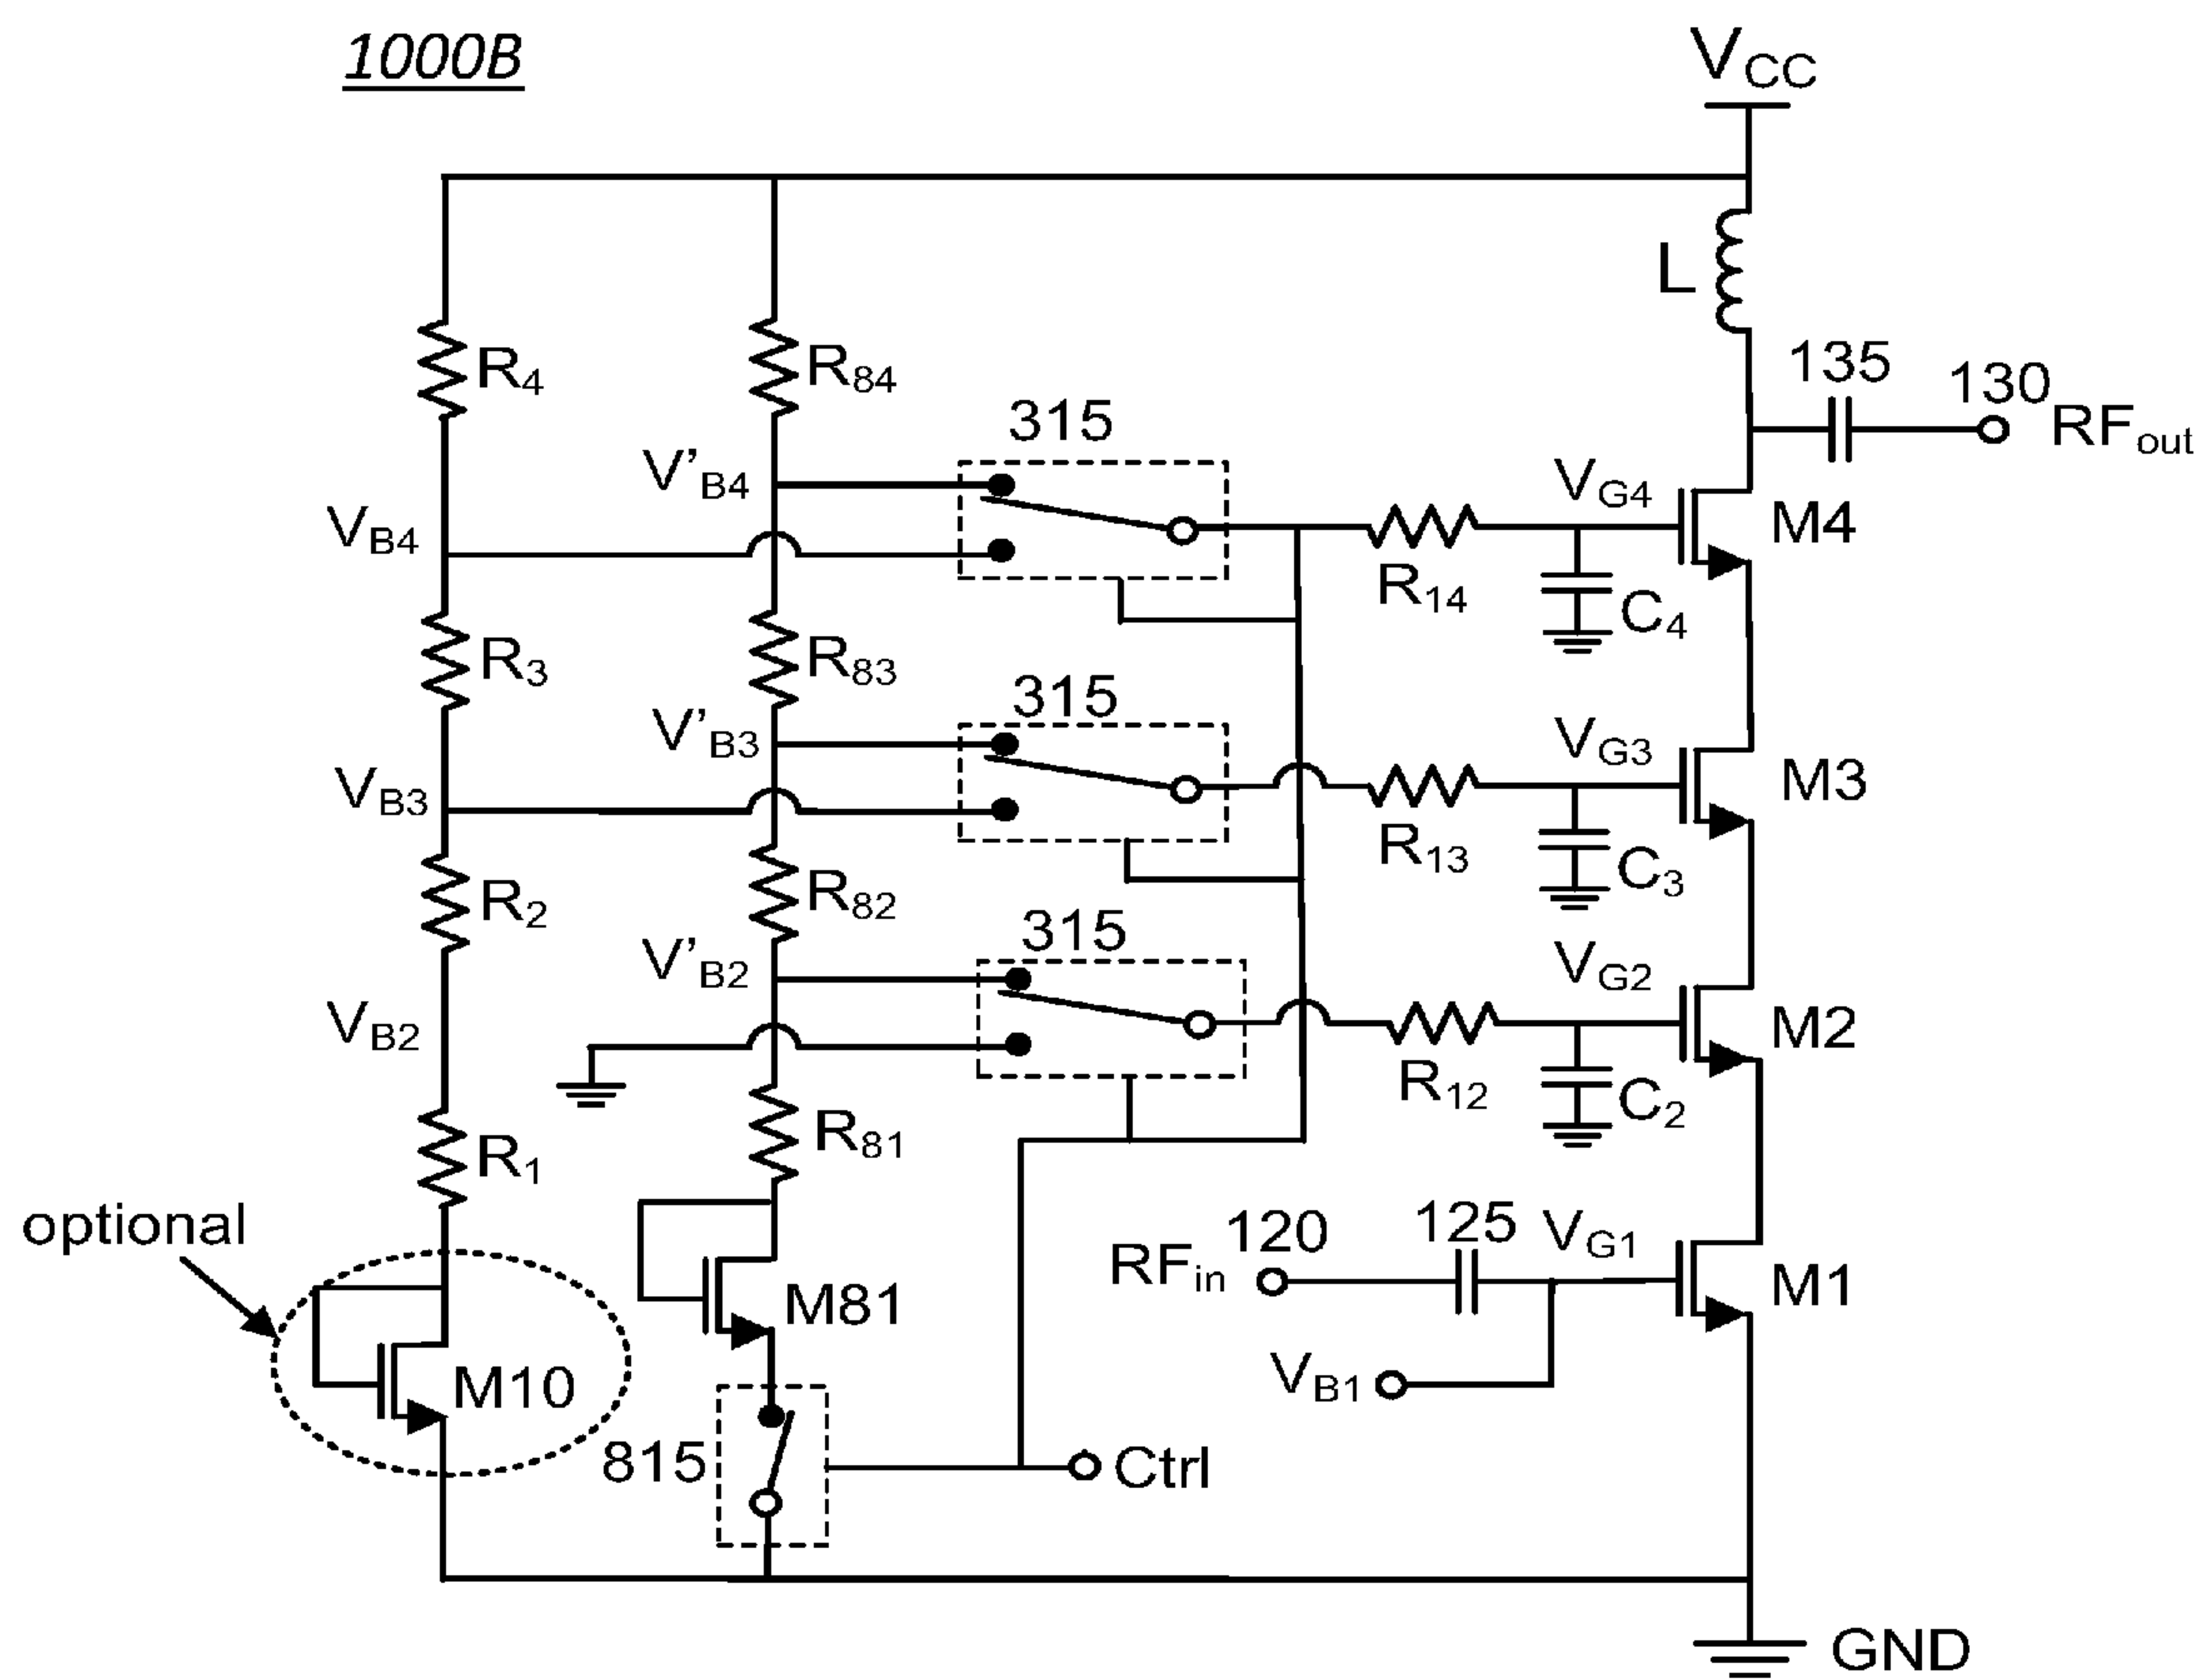 1000B
VCC
L
135
130
RFout
R4
R84
315
V'B4
VB4
VG4
M4
R14
C4
R3
R83
315
V'B3
VB3
VG3
M3
R13
C3
R2
R82
315
V'B2
VB2
VG2
M2
R12
C2
R1
R81
optional
120
125
VG1
RFin
M1
M81
M10
VB1
815
Ctrl
GND